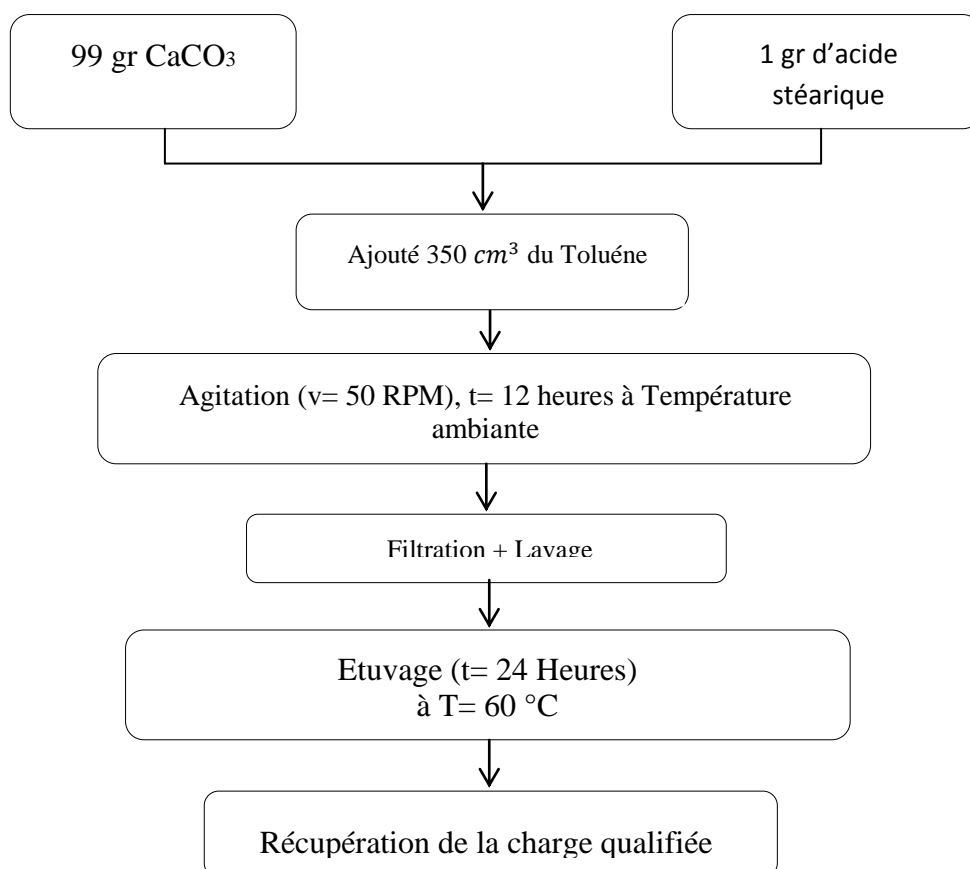 99 gr CaCO₃
1 gr d’acide
stéarique
Ajouté 350 cm³ du Toluéne
Agitation (v= 50 RPM), t= 12 heures à Température
ambiante
Filtration + Lavage
Etuvage (t= 24 Heures)
à T= 60 °C
Récupération de la charge qualifiée